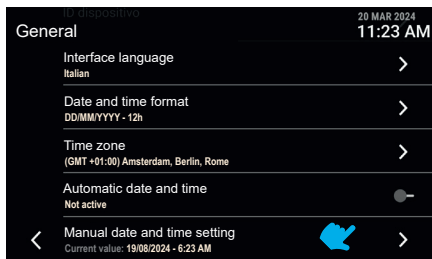 ID dispositivo
20 MAR 2024
General
11:23 AM
Interface language
Italian
Date and time format
DD/MM/YYYY - 12h
Time zone
(GMT +01:00) Amsterdam, Berlin, Rome
Automatic date and time
Not active
Manual date and time setting
Current value: 19/08/2024 - 6:23 AM